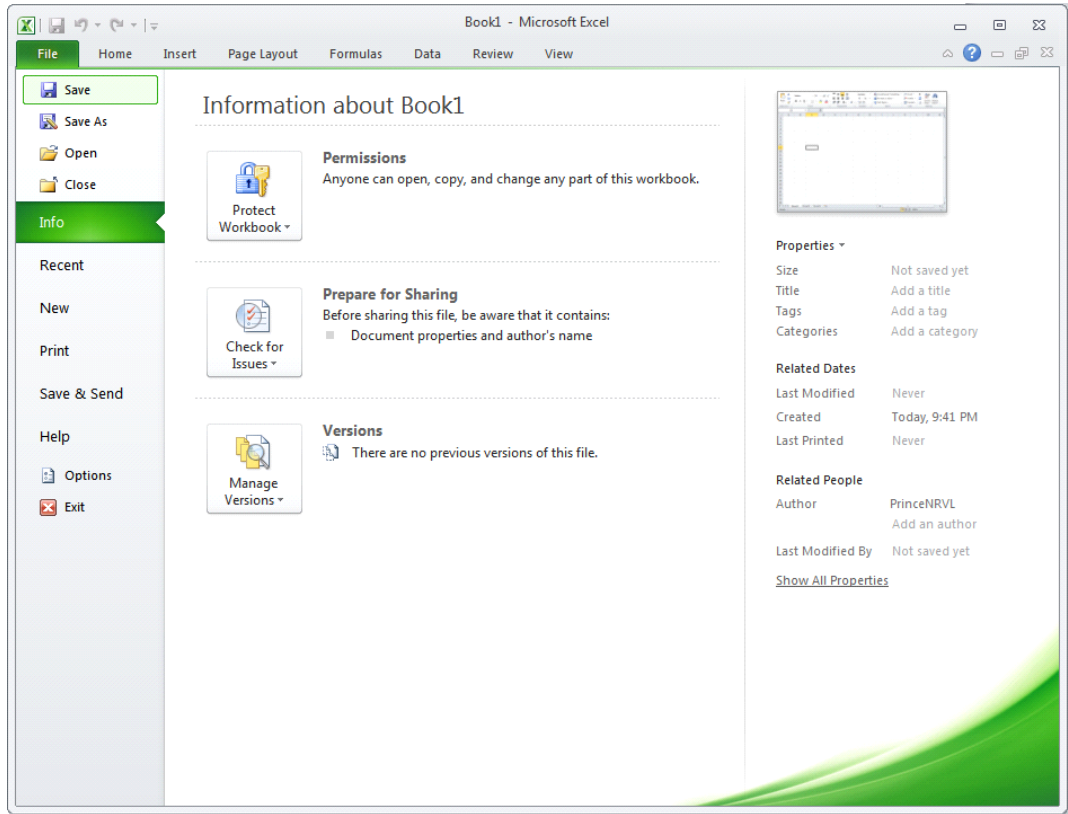 Book1 - Microsoft Excel
File Home Insert Page Layout Formulas Data Review View
Save
Save As
Open
Close
Info
Recent
New
Print
Save & Send
Help
Options
Exit
Information about Book1
Protect
Workbook
Permissions
Anyone can open, copy, and change any part of this workbook.
Check for
Issues
Prepare for Sharing
Before sharing this file, be aware that it contains:
Document properties and author's name
Manage
Versions
Versions
There are no previous versions of this file.
Properties
Size Not saved yet
Title Add a title
Tags Add a tag
Categories Add a category
Related Dates
Last Modified Never
Created Today, 9:41 PM
Last Printed Never
Related People
Author PrinceNRVL
Add an author
Last Modified By Not saved yet
Show All Properties